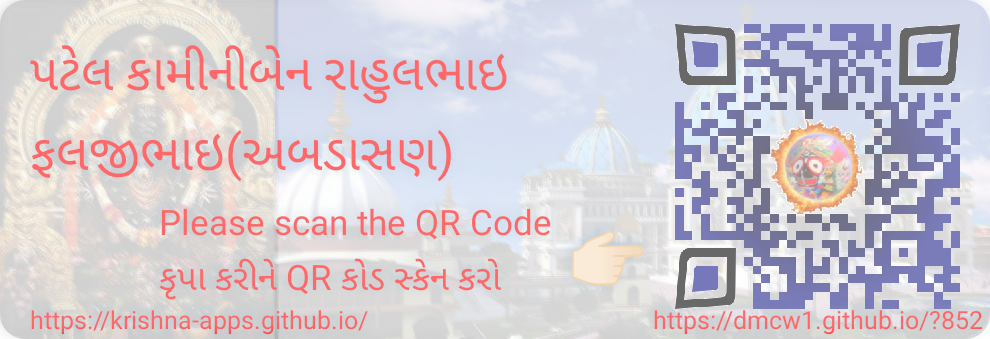 પટેલ કામીનીબેન રાહુલભાઇ
ફલજીભાઇ(અબડાસણ)
Please scan the QR Code
કૃપા કરીને QR કોડ સ્કેન કરો
https://krishna-apps.github.io/
https://dmcw1.github.io/?852